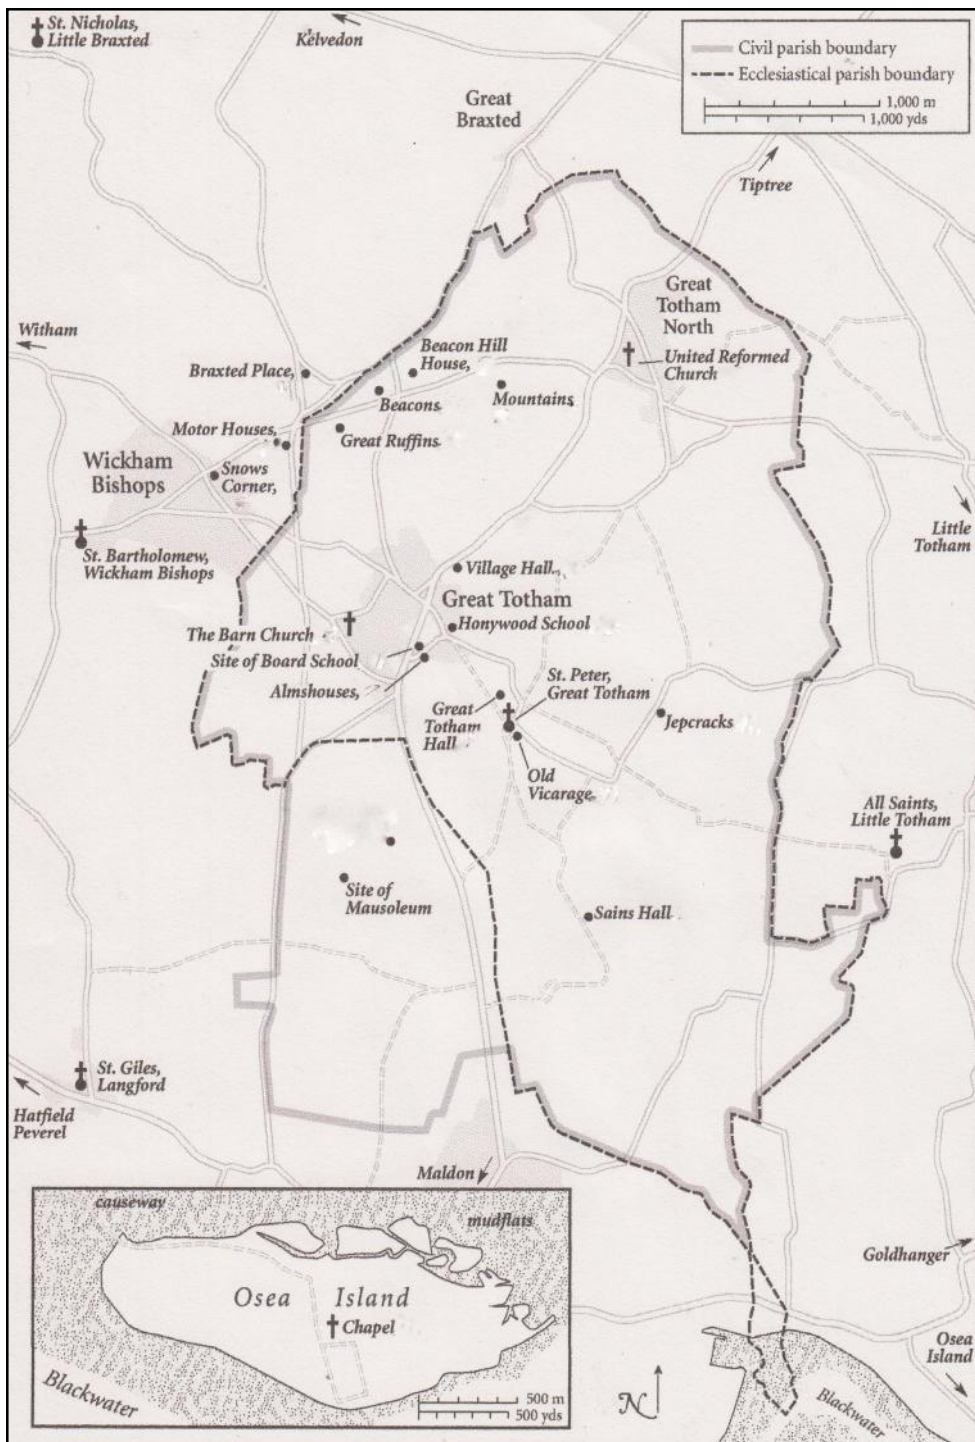 St. Nicholas,
Little Braxted
Kelvedon
Civil parish boundary
Ecclesiastical parish boundary
1,000 m
1,000 yds
Great
Braxted
Tiptree
Great
Totham
North
Witham
United Reformed
Church
Beacon Hill
House,
Braxted Place,
Beacons
Mountains
Motor Houses,
Great Ruffins
Wickham
Bishops
Snows
Corner,
Little
Totham
St. Bartholomew,
Wickham Bishops
Village Hall,
Great Totham
Honywood School
The Barn Church
Site of Board School
Almshouses,
St. Peter,
Great Totham
Great
Totham
Hall
Jepcracks
Old
Vicarage
All Saints,
Little Totham
Site of
Mausoleum
Sains Hall
St. Giles,
Langford
Hatfield
Peverel
Maldon
causeway
mudflats
Osea Island
Chapel
Blackwater
500 m
500 yds
Goldhanger
Osea
Island
N
Blackwater